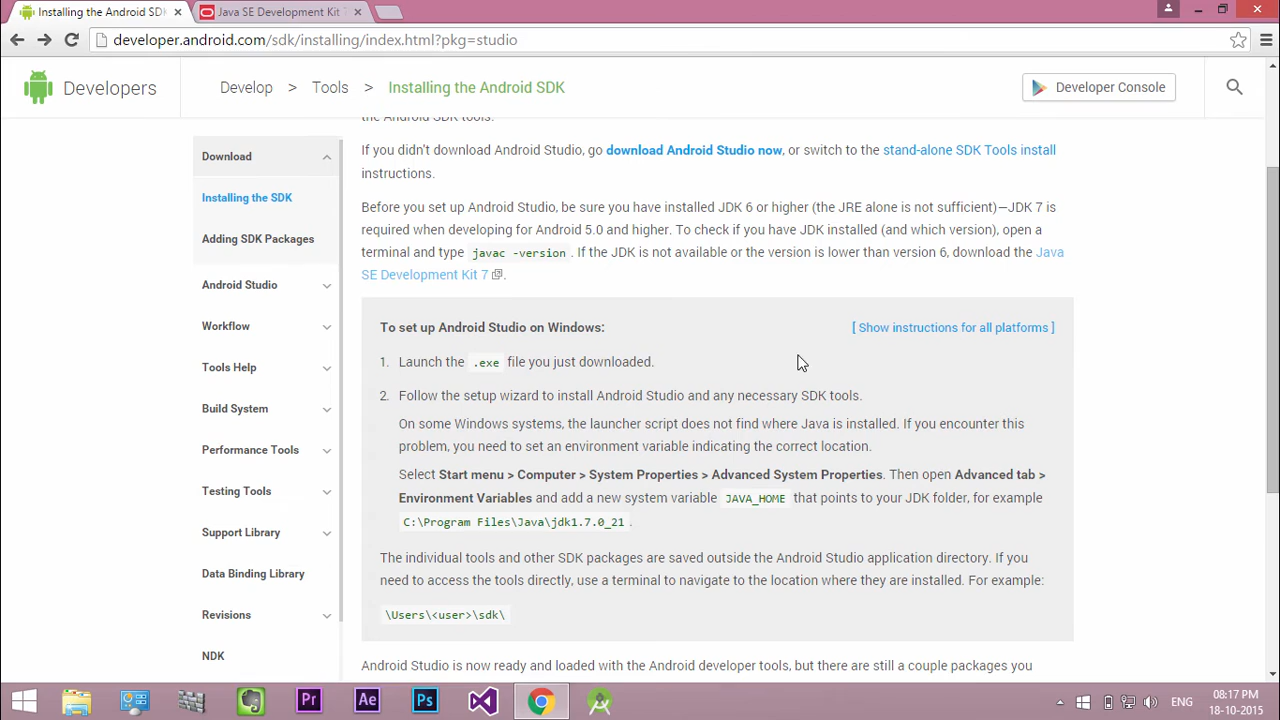 Installing the Android SDK
Java SE Development Kit 7
developer.android.com/sdk/installing/index.html?pkg=studio
Developers
Develop > Tools > Installing the Android SDK
Developer Console
the Android SDK tools.
Download
If you didn't download Android Studio, go download Android Studio now, or switch to the stand-alone SDK Tools install
instructions.
Installing the SDK
Before you set up Android Studio, be sure you have installed JDK 6 or higher (the JRE alone is not sufficient)—JDK 7 is
required when developing for Android 5.0 and higher. To check if you have JDK installed (and which version), open a
Adding SDK Packages
terminal and type javac -version. If the JDK is not available or the version is lower than version 6, download the Java
SE Development Kit 7.
Android Studio
Workflow
Tools Help
Build System
Performance Tools
Testing Tools
Support Library
Data Binding Library
Revisions
NDK
To set up Android Studio on Windows:
[ Show instructions for all platforms ]
1. Launch the .exe file you just downloaded.
2. Follow the setup wizard to install Android Studio and any necessary SDK tools.
On some Windows systems, the launcher script does not find where Java is installed. If you encounter this
problem, you need to set an environment variable indicating the correct location.
Select Start menu > Computer > System Properties > Advanced System Properties. Then open Advanced tab >
Environment Variables and add a new system variable JAVA_HOME that points to your JDK folder, for example
C:\Program Files\Java\jdk1.7.0_21.
The individual tools and other SDK packages are saved outside the Android Studio application directory. If you
need to access the tools directly, use a terminal to navigate to the location where they are installed. For example:
\Users\<user>\sdk\
Android Studio is now ready and loaded with the Android developer tools, but there are still a couple packages you
Pr
Ae
Ps
ENG
08:17 PM
18-10-2015